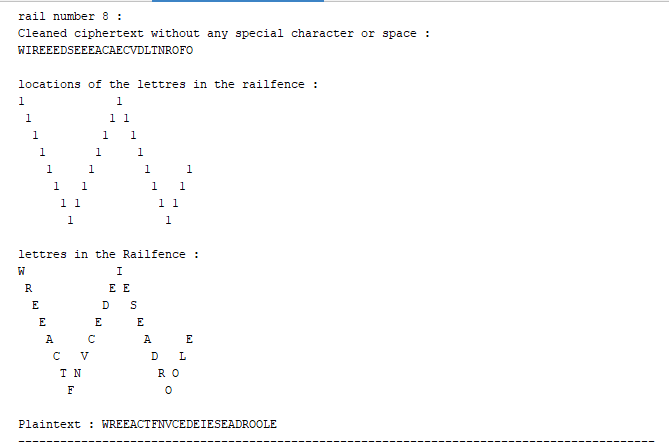 rail number 8 :
Cleaned ciphertext without any special character or space :
WIREEEDSEEEACAECVDLTNROFO
locations of the lettres in the railfence :
1             1
 1           1 1
  1         1   1
   1       1     1
    1     1       1     1
     1   1         1   1
      1 1           1 1
       1             1
lettres in the Railfence :
W             I
 R           E E
  E         D   S
   E       E     E
    A     C       A     E
     C   V         D   L
      T N           R O
       F             O
Plaintext : WREEACTFNVCEDEIESEADROOLE
-------------------------------------------------------------------------------------------